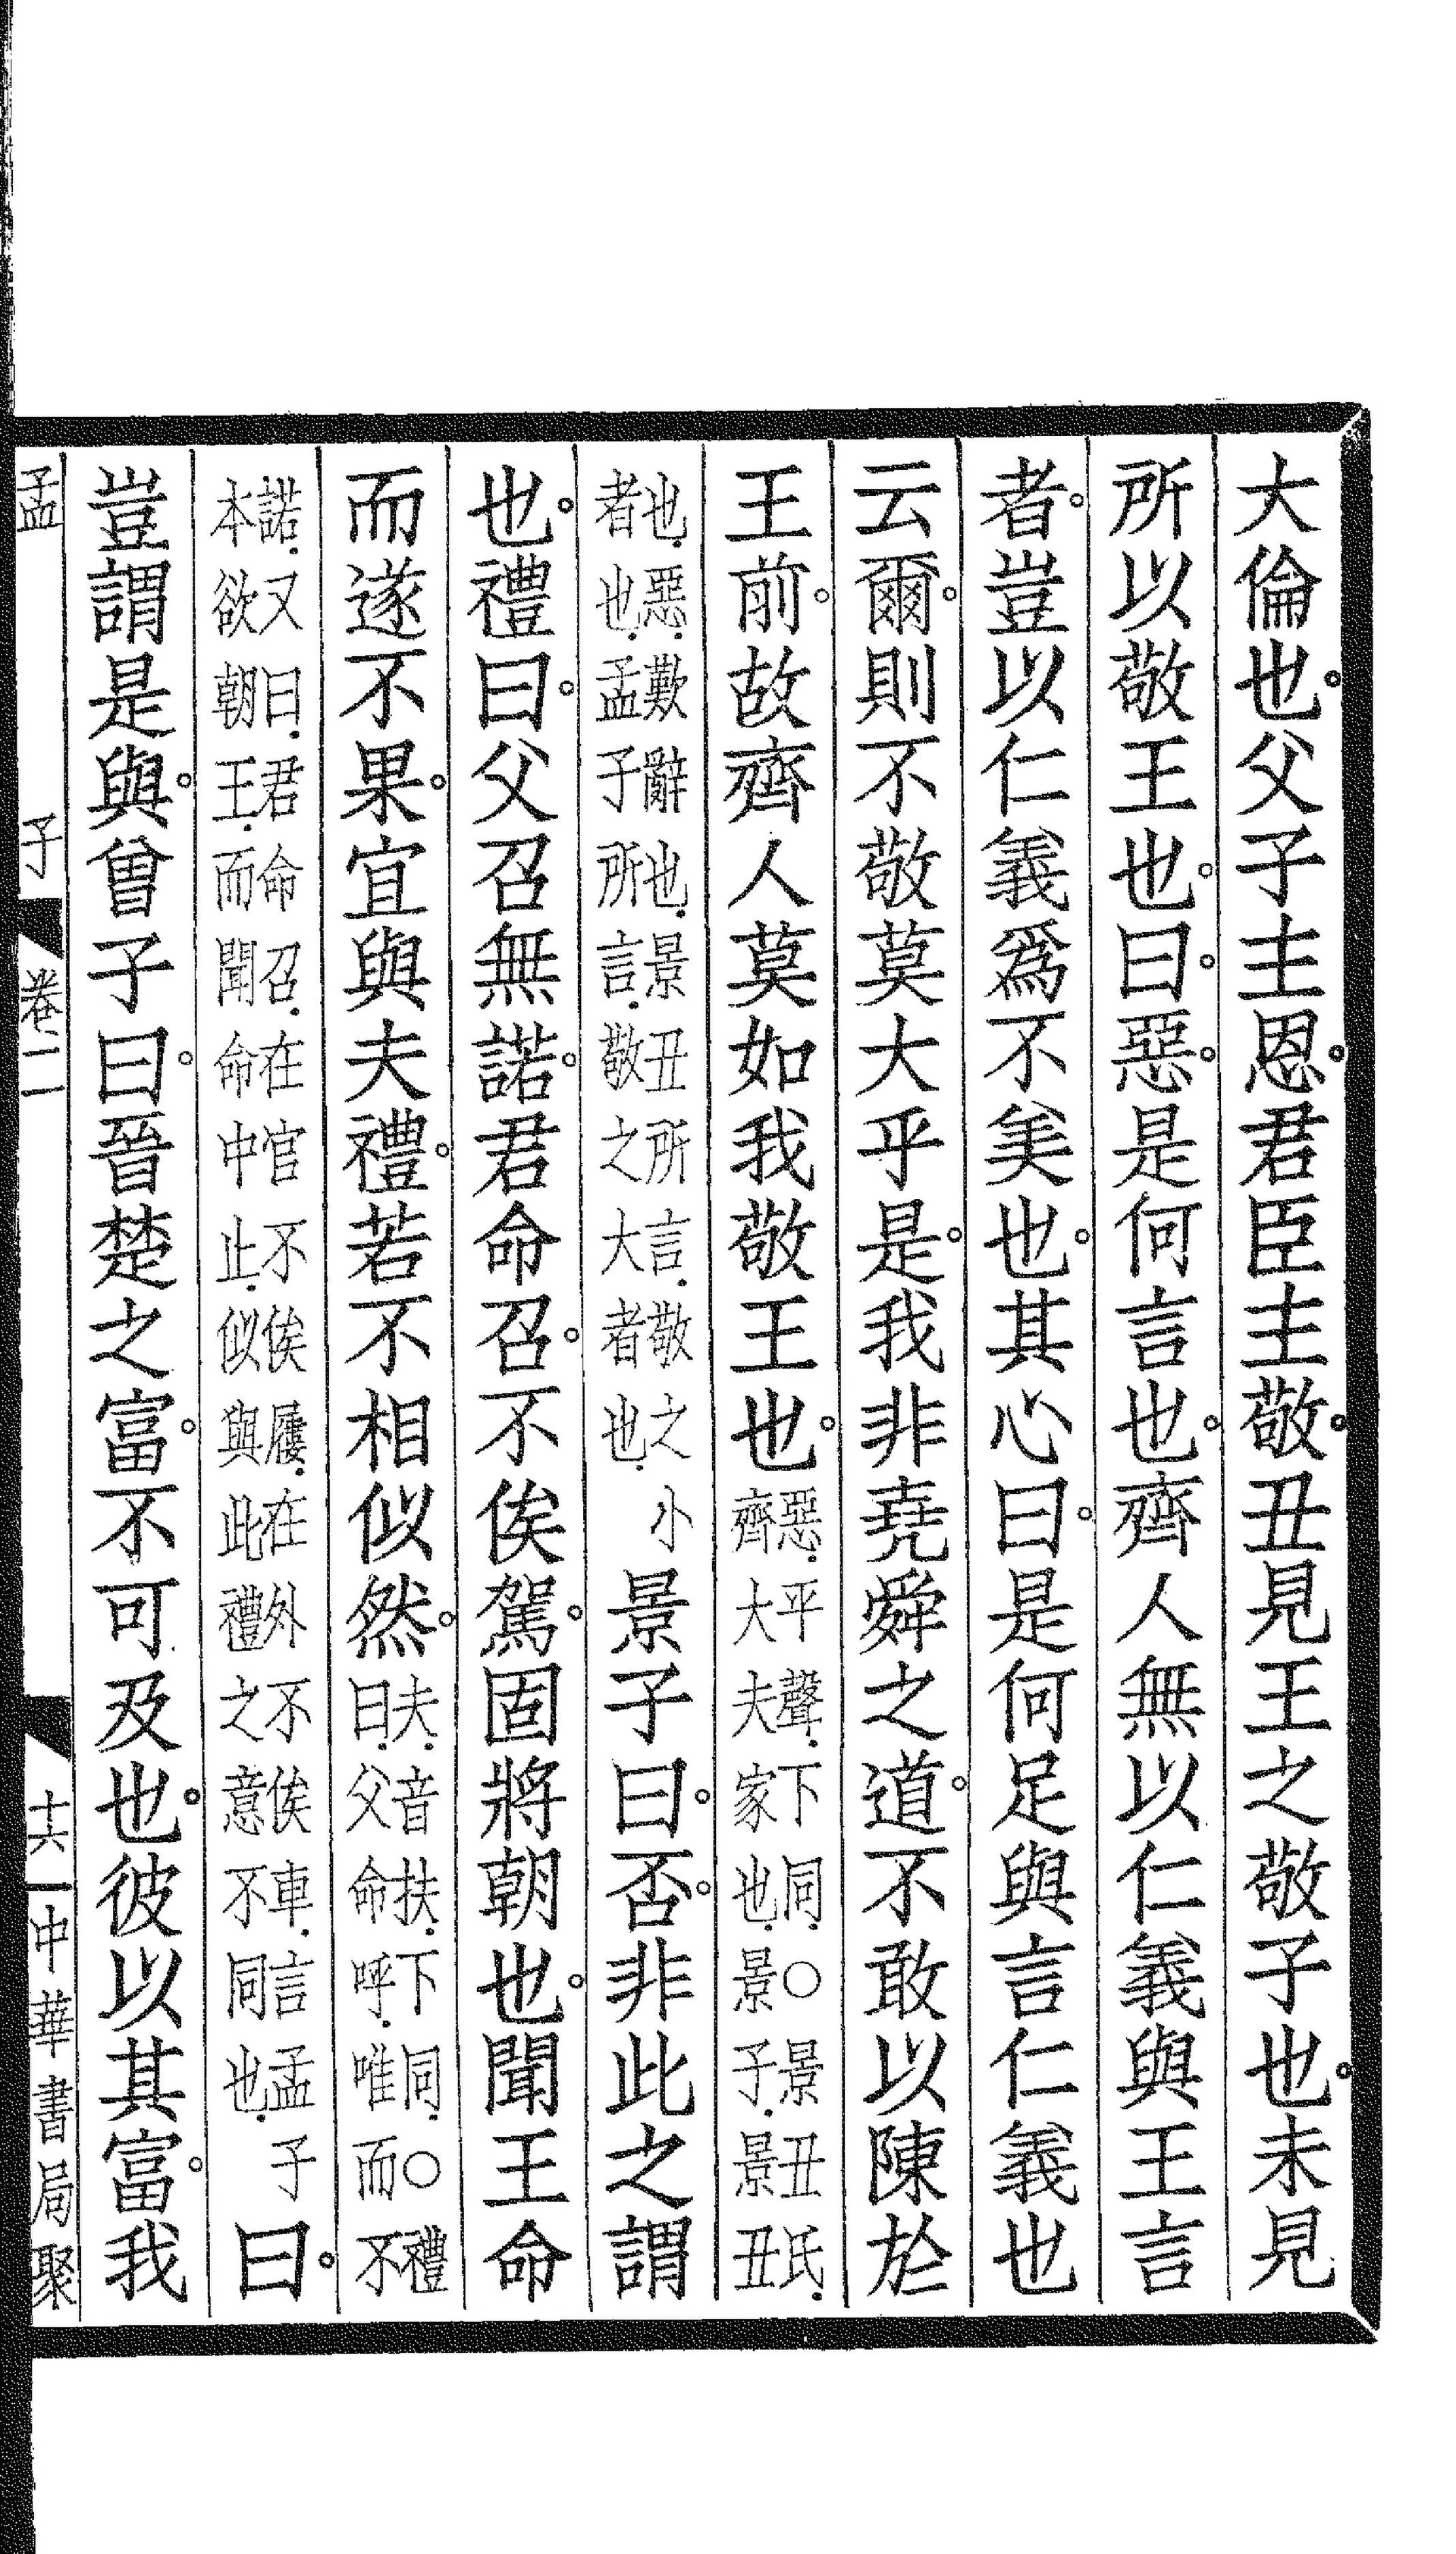 大倫也。父子主恩。君臣主敬。丑見王之敬子也。未見
所以敬王也。曰。惡。是何言也。齊人無以仁義與王言
者。豈以仁義爲不美也。其心曰。是何足與言仁義也
云爾。則不敬莫大乎是。我非堯舜之道。不敢以陳於
王前。故齊人莫如我敬王也。
惡.平聲.下同.○景丑氏.
齊大夫家也.景子.景丑
也.惡.歎辭也.景丑所言.敬之小
者也.孟子所言.敬之大者也.
景子曰。否。非此之謂
也。禮曰。父召無諾。君命召。不俟駕。固將朝也。聞王命
而遂不果。宜與夫禮。若不相似然。
夫.音扶.下同.○禮
曰.父命呼.唯而不
諾.又曰.君命召.在官不俟屨.在外不俟車.言孟子
本欲朝王.而聞命中止.似與此禮之意不同也.
曰。
豈謂是與。曾子曰。晉楚之富。不可及也。彼以其富。我
孟子 卷二 十六 中華書局聚